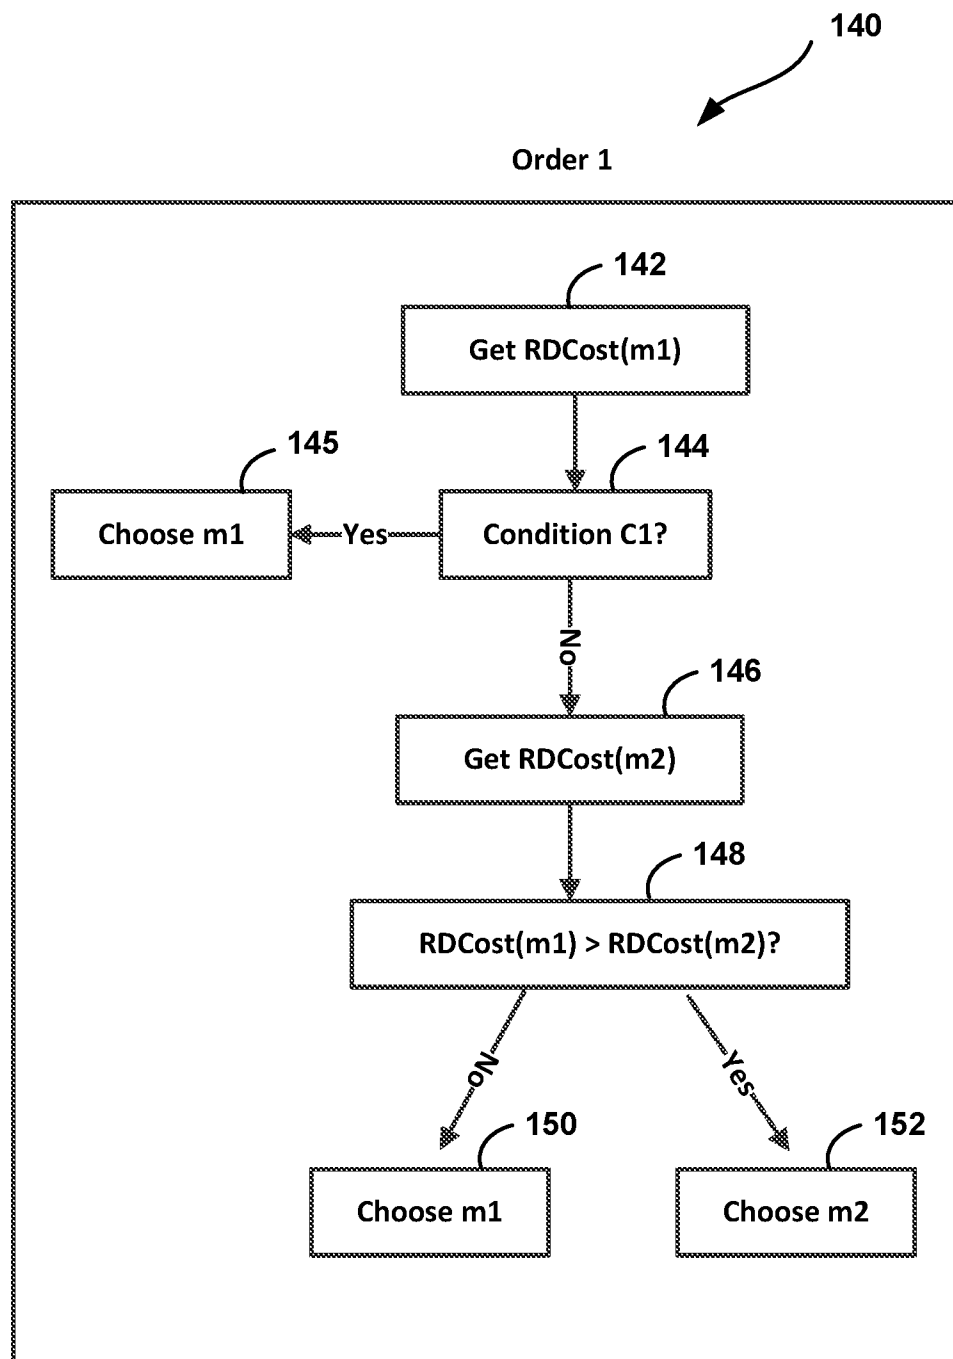 140
Order 1
142
Get RDCost(m1)
145
144
Choose m1
Yes
Condition C1?
No
146
Get RDCost(m2)
148
RDCost(m1) > RDCost(m2)?
No
Yes
150
152
Choose m1
Choose m2